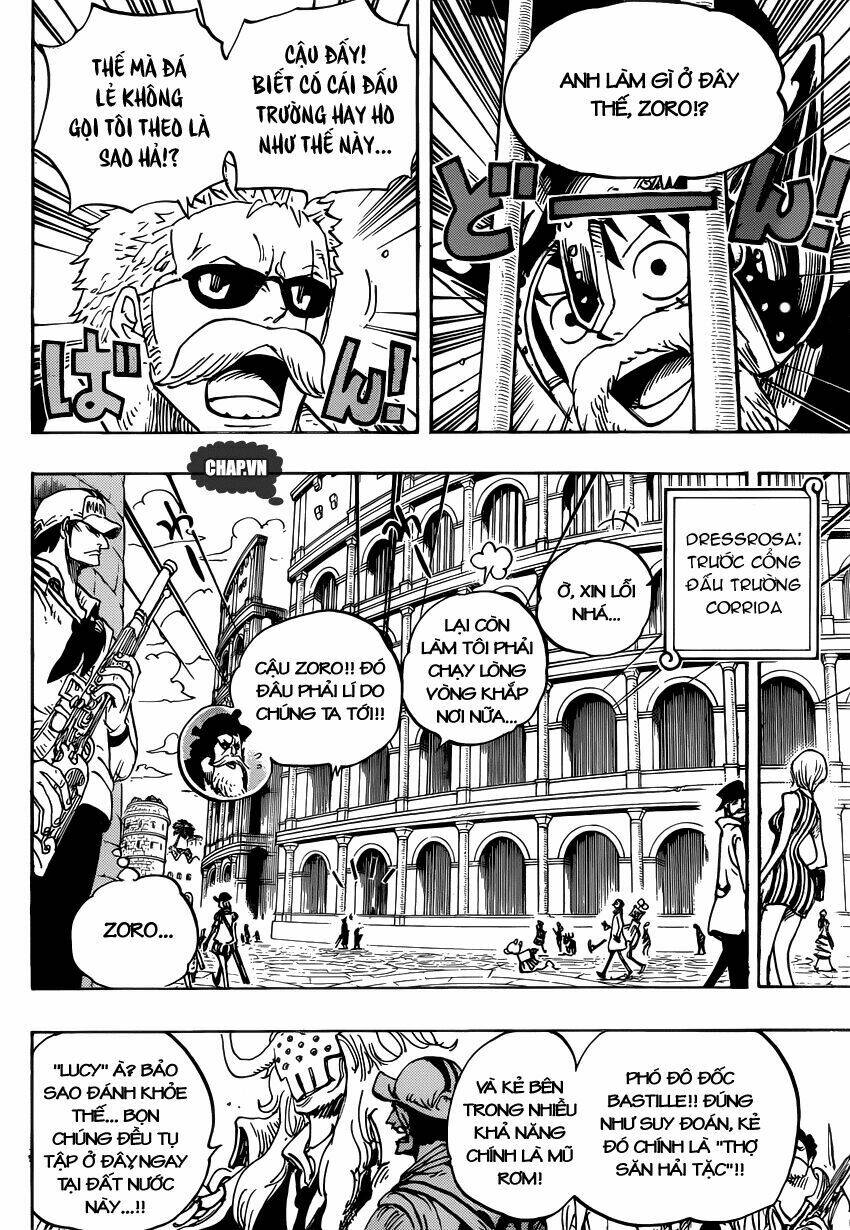 ANH LÀM GÌ Ở ĐÂY
THẾ, ZORO!?
どーん!
CẬU ĐẤY!
BIẾT CÓ CÁI ĐẤU
TRƯỜNG HAY HO
NHƯ THẾ NÀY...
THẾ MÀ ĐÁ
LẺ KHÔNG
GỌI TÔI THEO LÀ
SAO HẢ!?
ばん!
CHAP.VN
DRESSROSA:
TRƯỚC CỔNG
ĐẤU TRƯỜNG
CORRIDA
Ờ, XIN LỖI
NHÁ...
LẠI CÒN
LÀM TÔI PHẢI
CHẠY LÒNG
VÒNG KHẮP
NƠI NỮA...
CẬU ZORO!! ĐÓ
ĐÂU PHẢI LÍ DO
CHÚNG TA TỚI!!
ZORO...
PHÓ ĐÔ ĐỐC
BASTILLE!! ĐÚNG
NHƯ SUY ĐOÁN, KẺ
ĐÓ CHÍNH LÀ "THỢ
SĂN HẢI TẶC"!!
VÀ KẺ BÊN
TRONG NHIỀU
KHẢ NĂNG
CHÍNH LÀ MŨ
RƠM!
"LUCY" À? BẢO
SAO ĐÁNH KHỎE
THẾ... BỌN
CHÚNG ĐỀU TỤ
TẬP Ở ĐÂY, NGAY
TẠI ĐẤT NƯỚC
NÀY...!!